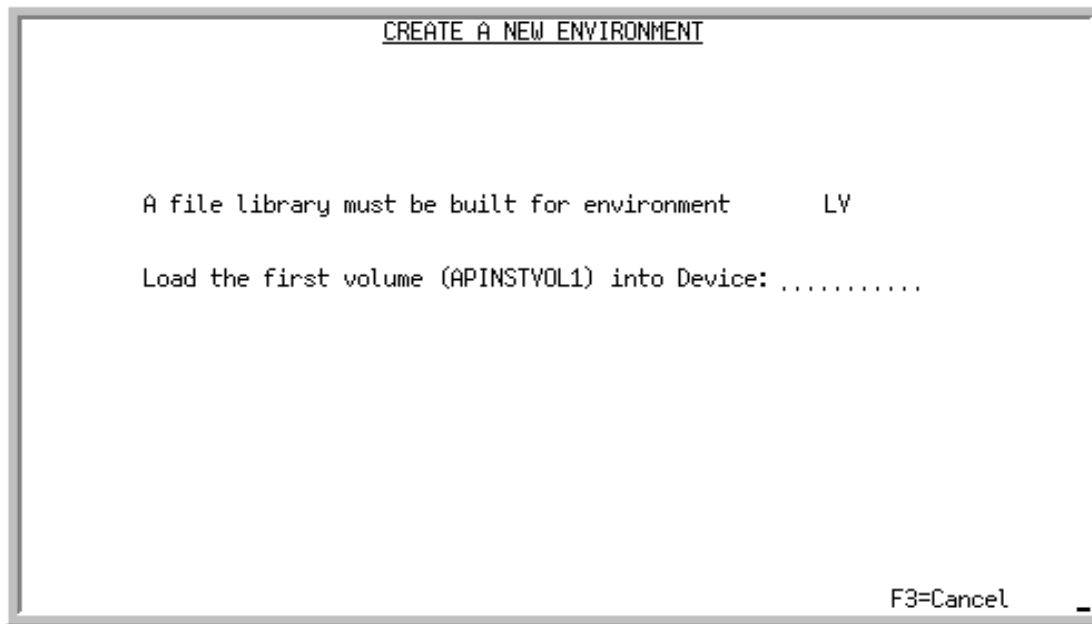 CREATE A NEW ENVIRONMENT
A file library must be built for environment LV
Load the first volume (APINSTVOL1) into Device: ...........
F3=Cancel